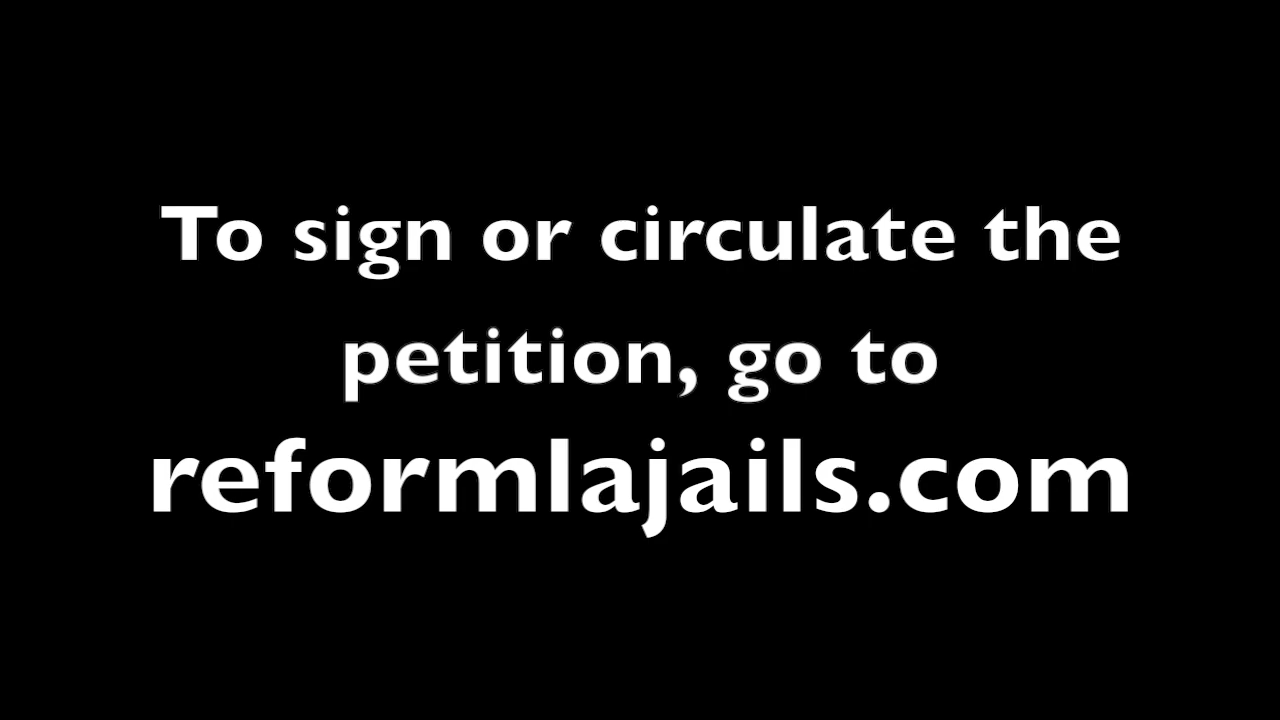 To sign or circulate the
petition, go to
reformlajails.com